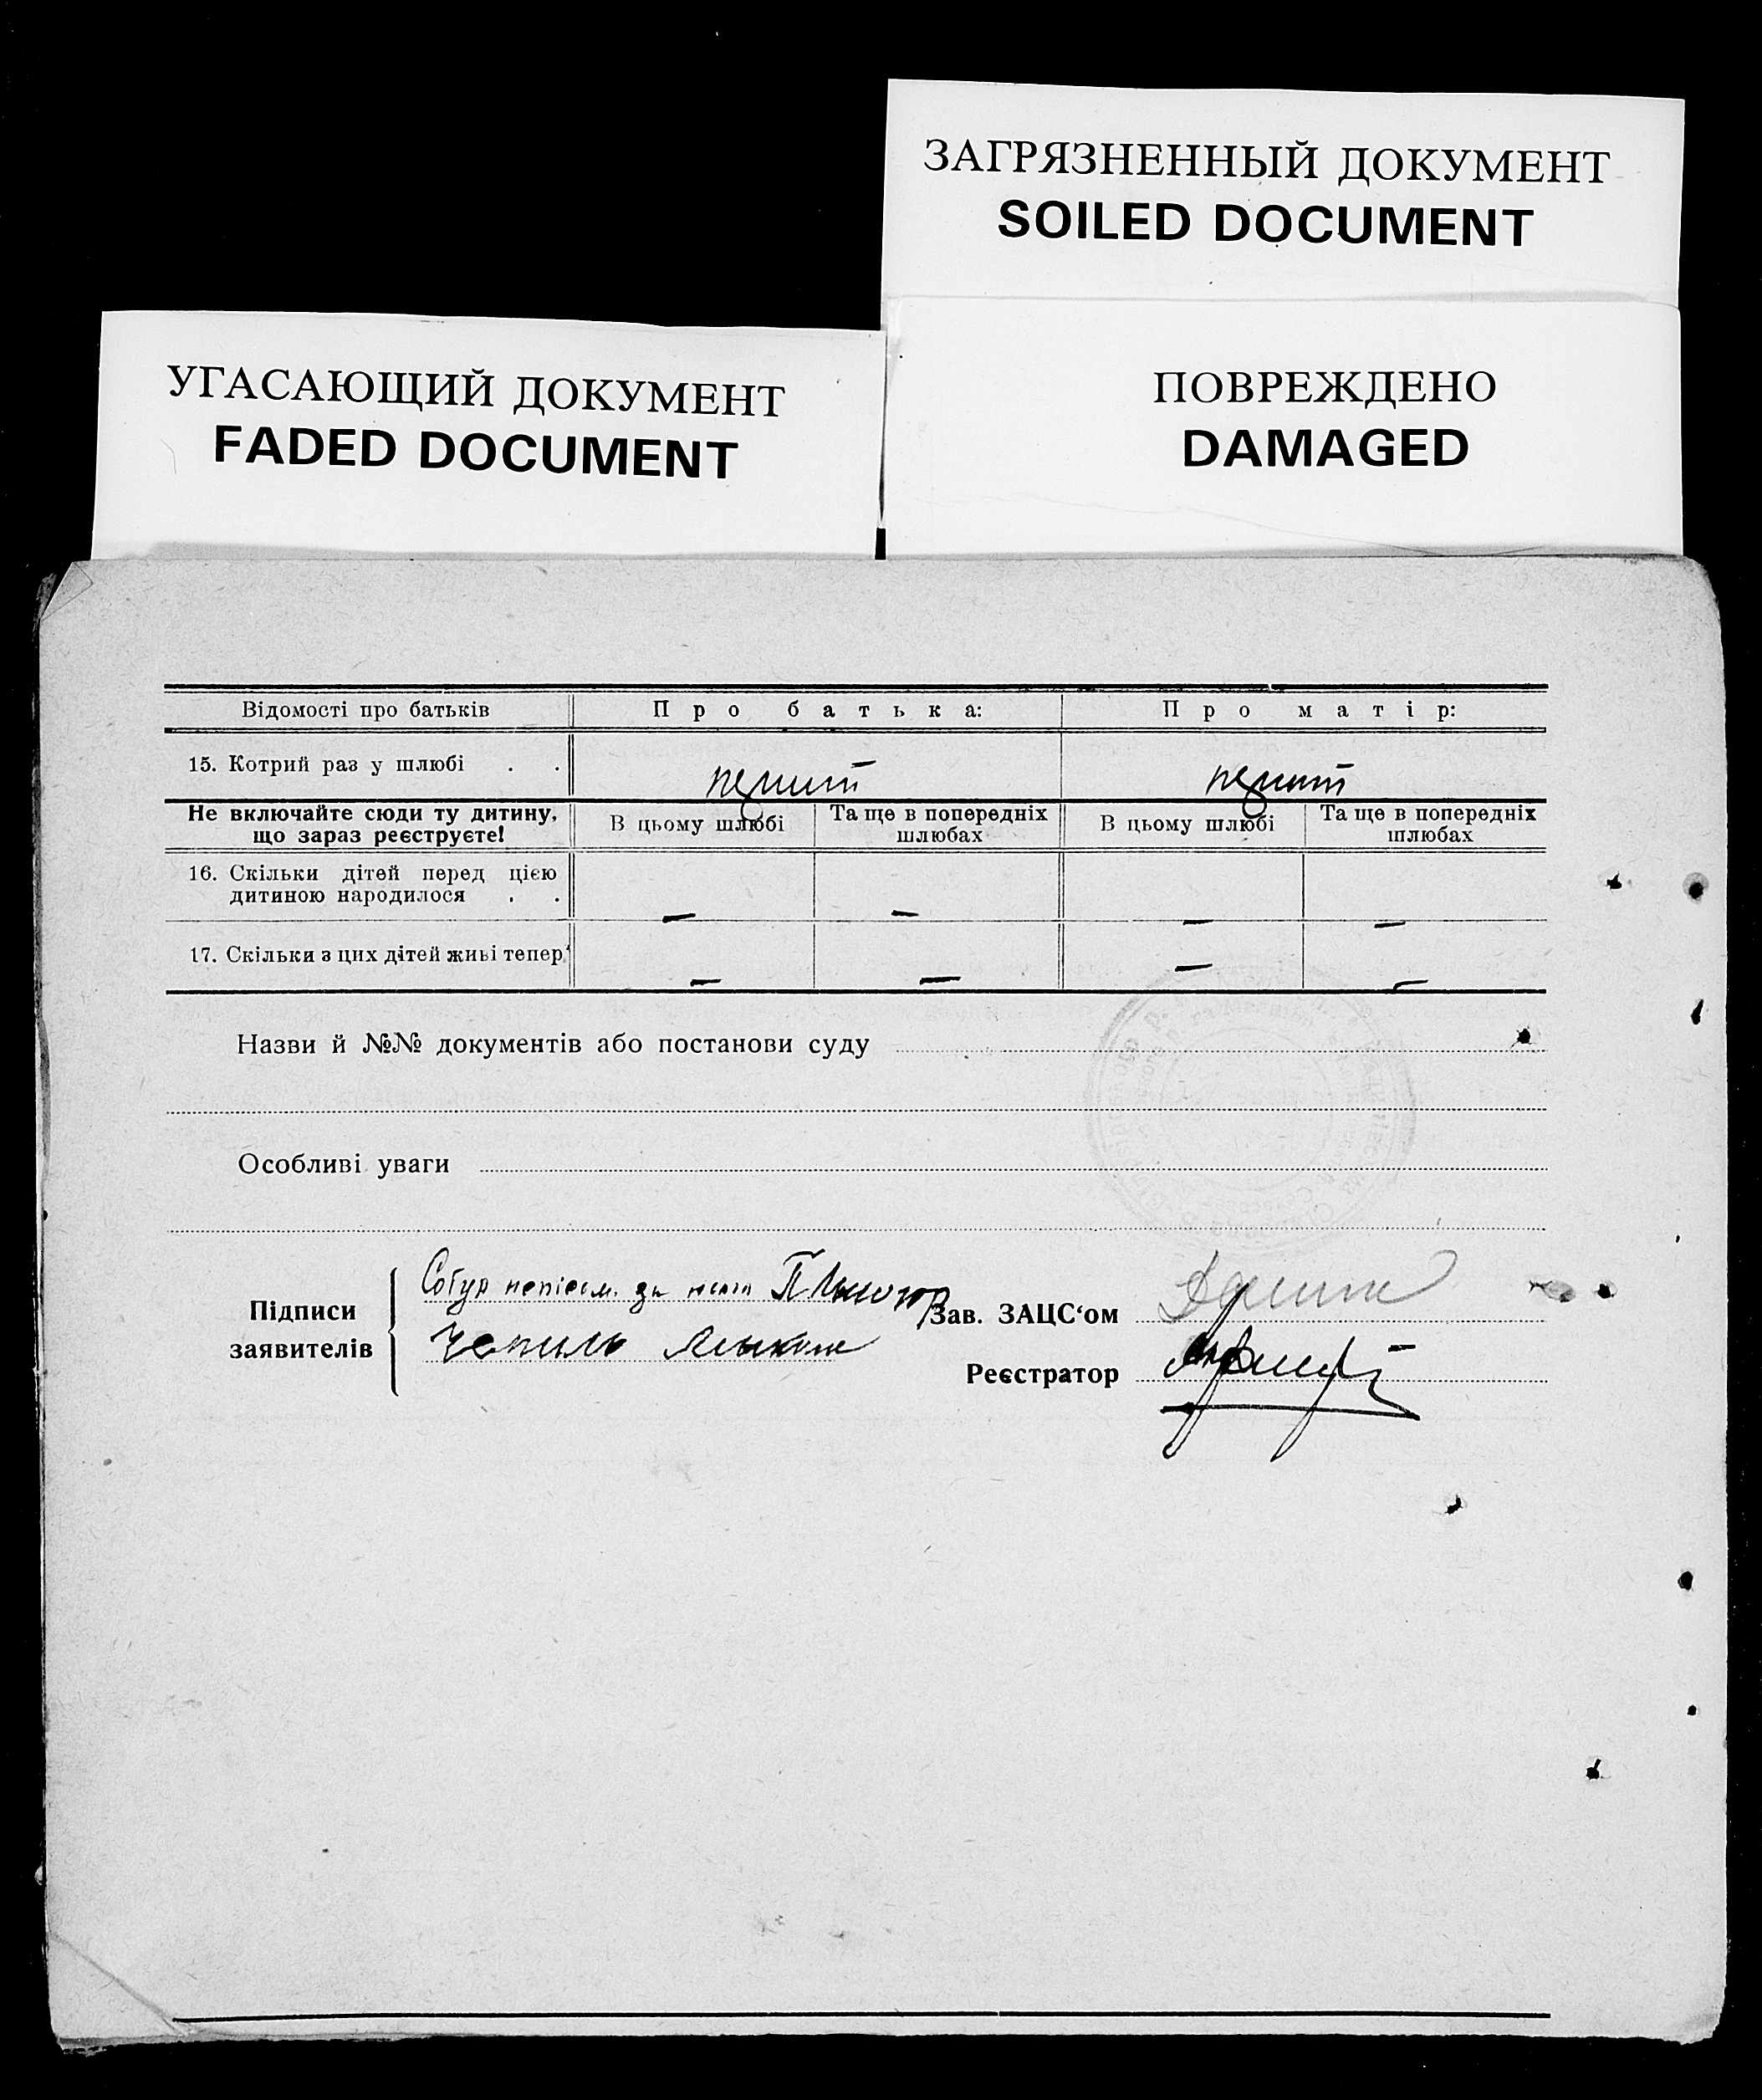 ЗАГРЯЗНЕННЫЙ ДОКУМЕНТ
SOILED DOCUMENT
УГАСАЮЩИЙ ДОКУМЕНТ
FADED DOCUMENT
ПОВРЕЖДЕНО
DAMAGED
Відомості про батьків Про батька: Про матір:
15. Котрий раз у шлюбі . . перший перший
Не включайте сюди ту дитину, що зараз реєструєте! В цьому шлюбі Та ще в попередніх шлюбах В цьому шлюбі Та ще в попередніх шлюбах
16. Скільки дітей перед цією
дитиною народилося . . — — — —
17. Скільки з цих дітей живі тепер — — — —
Назви й №№ документів або постанови суду
Особливі уваги
Підписи
заявителів
за
Зав. ЗАЦС‘ом
Реєстратор